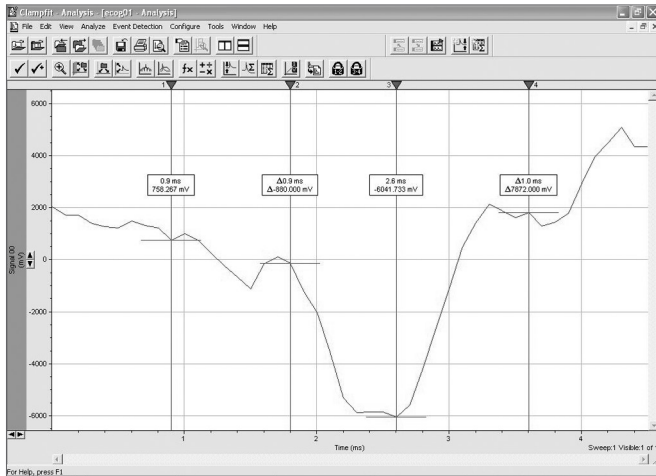 Clampfit - Analysis - [ecog01 - Analysis]
File Edit View Analyze Event Detection Configure Tools Window Help
1 2 3 4
6000
4000
2000
0
-2000
-4000
-6000
Signal 00
(mV)
0.9 ms
758.267 mV
Δ0.9 ms
Δ-880.000 mV
2.6 ms
-6041.733 mV
Δ1.0 ms
Δ7872.000 mV
1 2 3 4
Time (ms)
Sweep:1 Visible:1 of
For Help, press F1